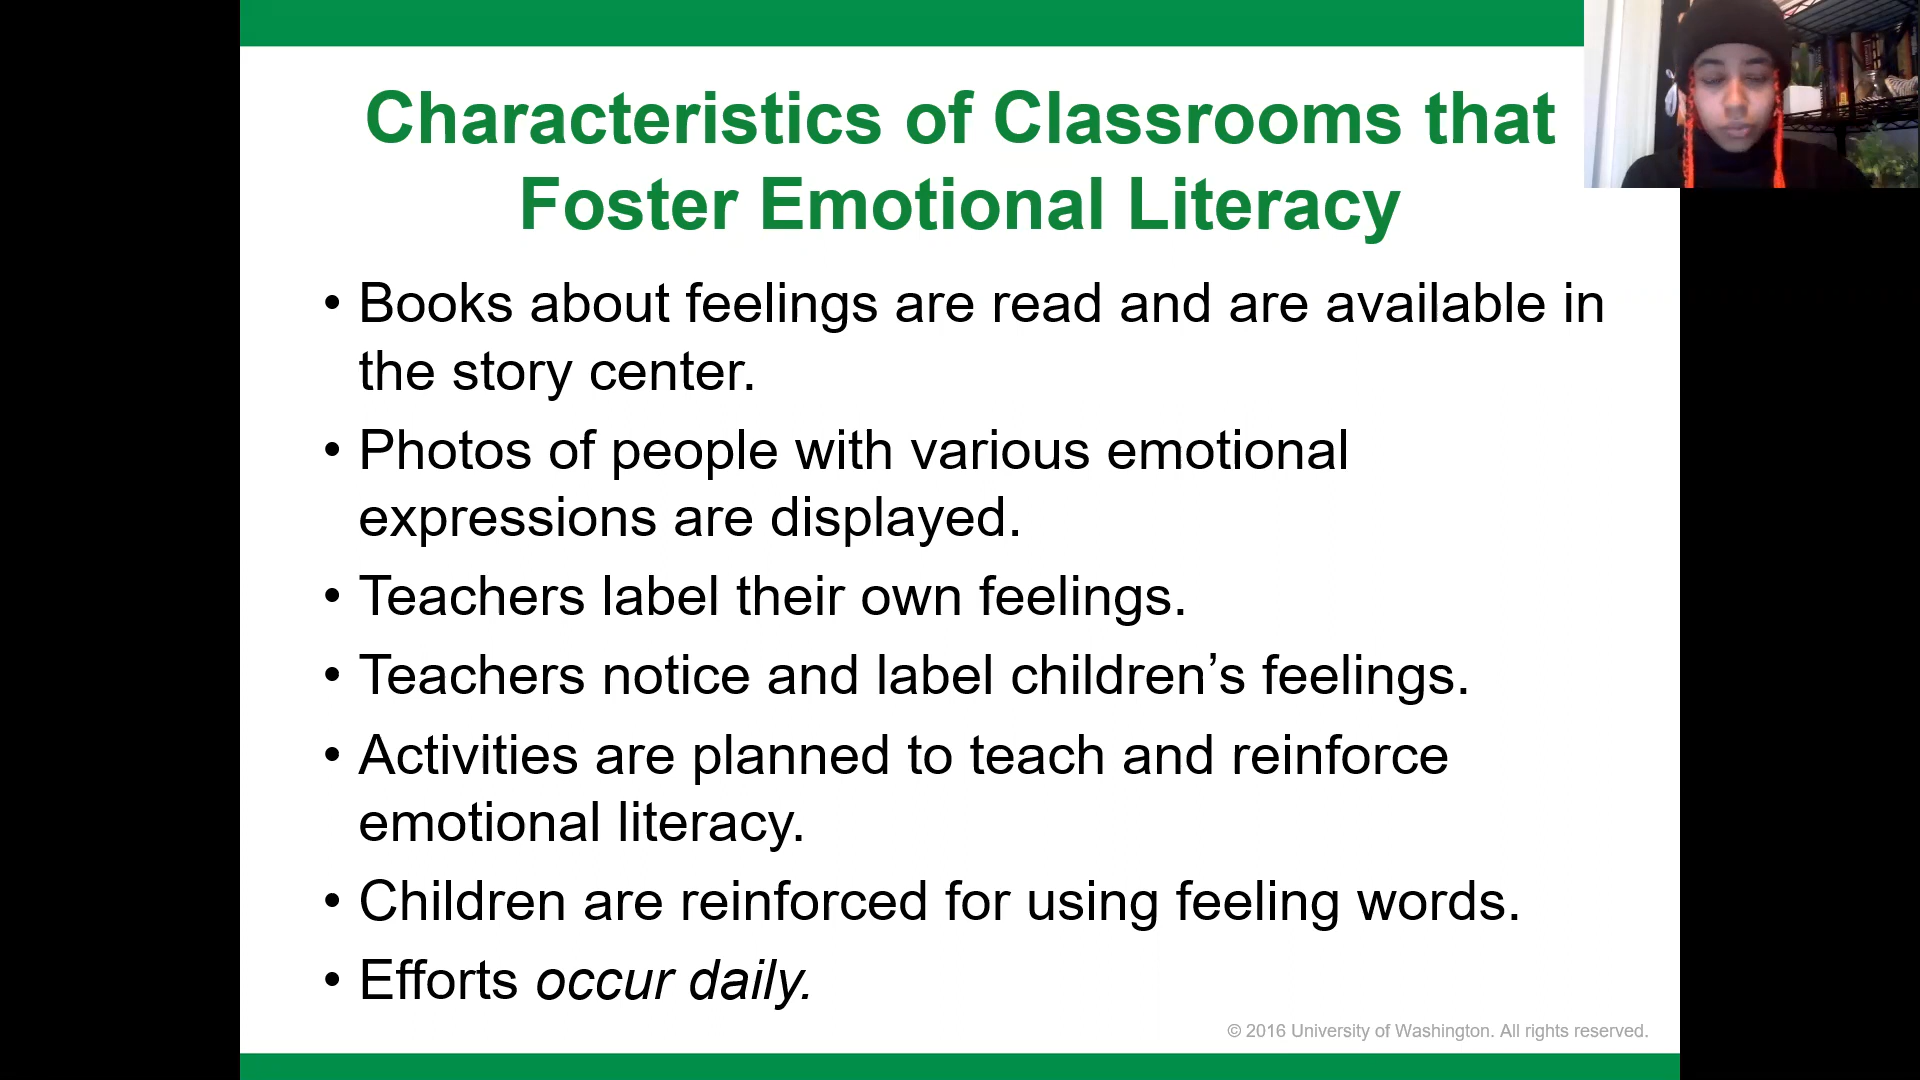 Characteristics of Classrooms that
Foster Emotional Literacy
• Books about feelings are read and are available in
the story center.
• Photos of people with various emotional
expressions are displayed.
• Teachers label their own feelings.
• Teachers notice and label children’s feelings.
• Activities are planned to teach and reinforce
emotional literacy.
• Children are reinforced for using feeling words.
• Efforts occur daily.
© 2016 University of Washington. All rights reserved.